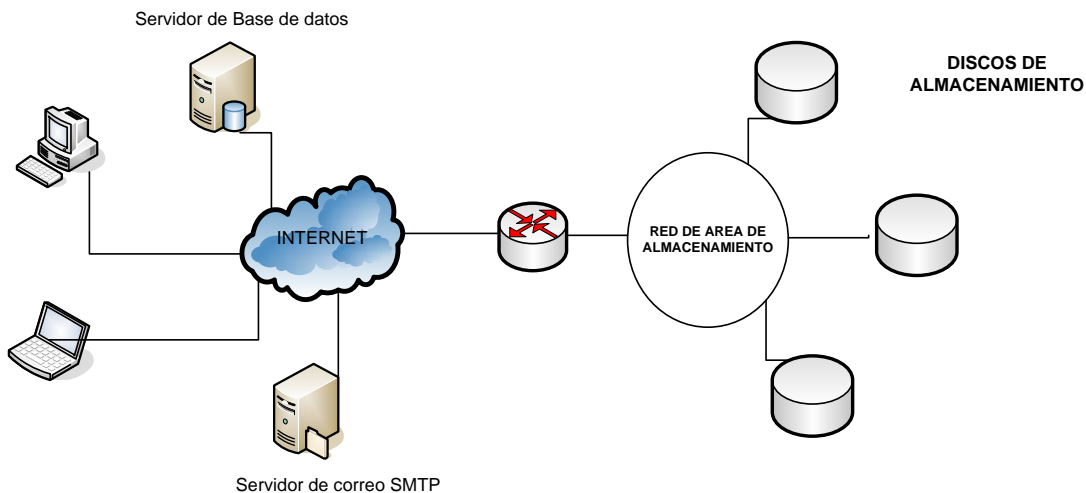 Servidor de Base de datos
DISCOS DE
ALMACENAMIENTO
INTERNET
RED DE AREA DE
ALMACENAMIENTO
Servidor de correo SMTP